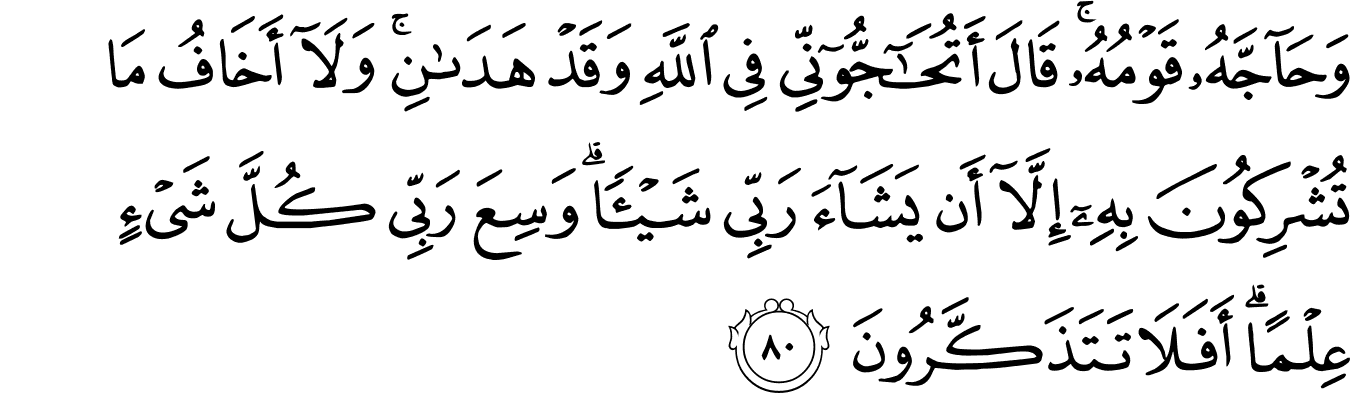 وَحَآجَّهُۥ قَوْمُهُۥ ۚ قَالَ أَتُحَـٰٓجُّوٓنِّى فِى ٱللَّهِ وَقَدْ هَدَىٰنِ ۚ وَلَآ أَخَافُ مَا
تُشْرِكُونَ بِهِۦٓ إِلَّآ أَن يَشَآءَ رَبِّى شَيْـًٔا ۗ وَسِعَ رَبِّى كُلَّ شَىْءٍ
عِلْمًا ۗ أَفَلَا تَتَذَكَّرُونَ ٨٠